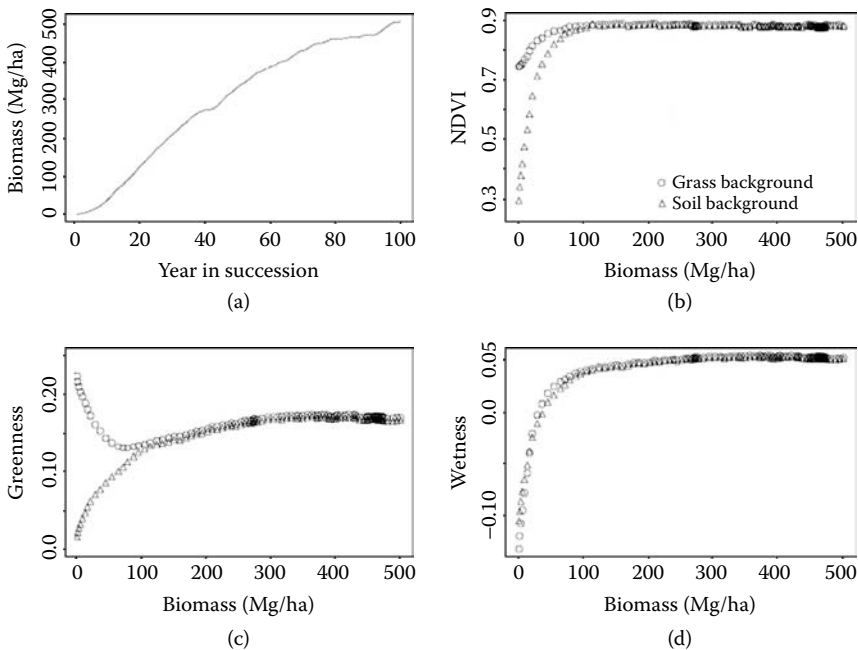 Biomass (Mg/ha)
500
400
300
200
100
0
0 20 40 60 80 100
Year in succession
(a)
NDVI
0.9
0.7
0.5
0.3
Grass background
Soil background
0 100 200 300 400 500
Biomass (Mg/ha)
(b)
Greenness
0.20
0.10
0.0
0 100 200 300 400 500
Biomass (Mg/ha)
(c)
Wetness
0.05
0.0
−0.10
0 100 200 300 400 500
Biomass (Mg/ha)
(d)